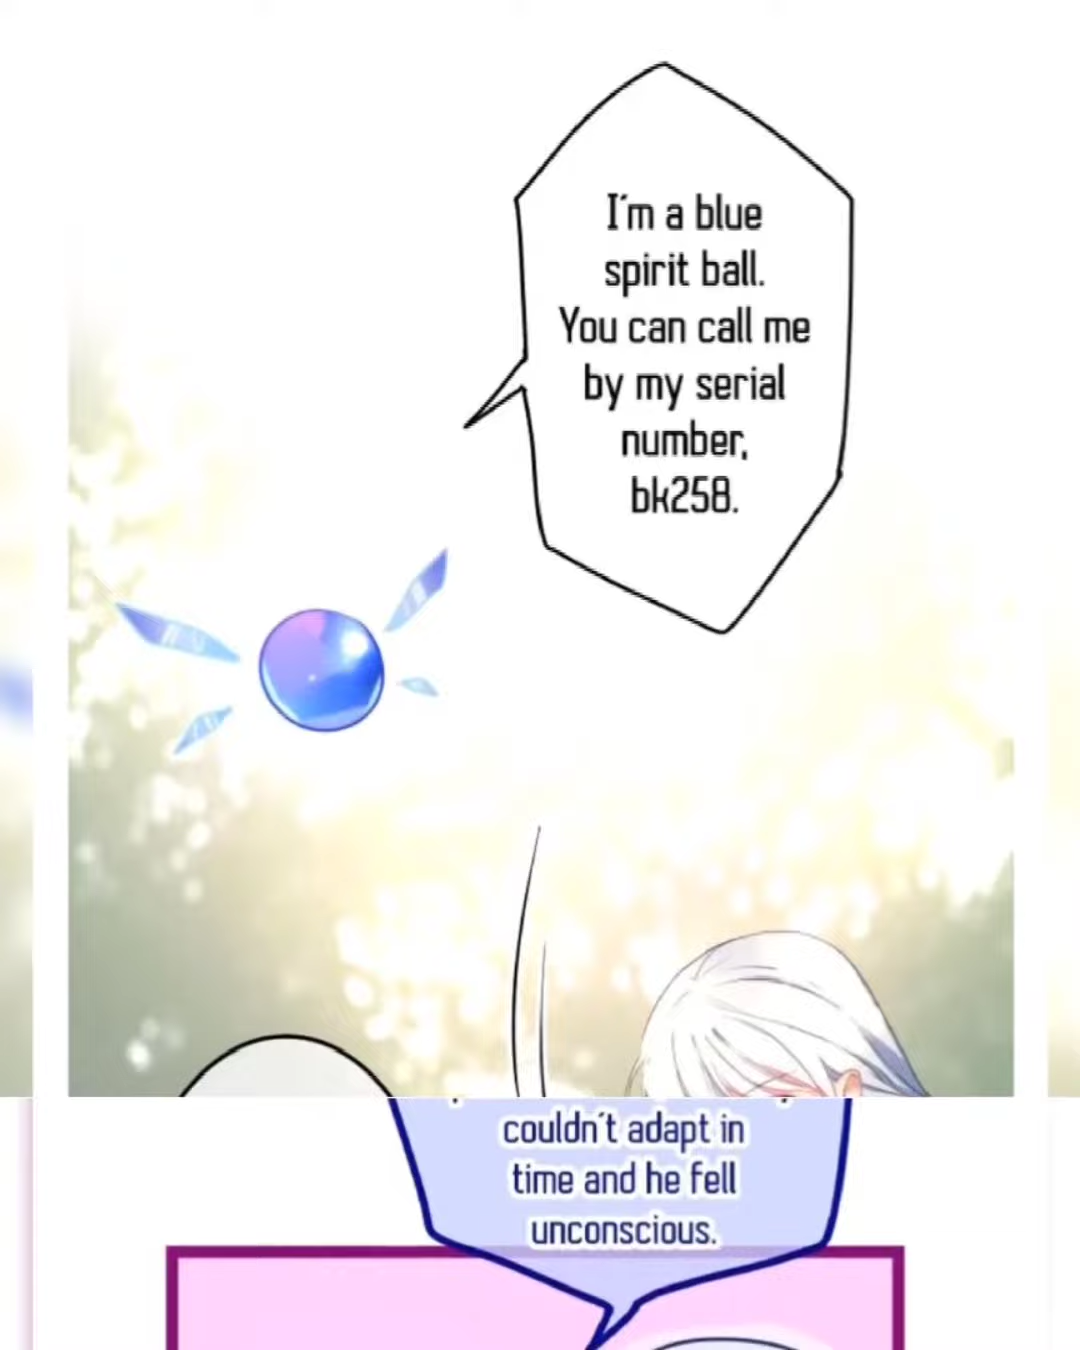 I'm a blue
spirit ball.
You can call me
by my serial
number,
bk258.
couldn't adapt in
time and he fell
unconscious.